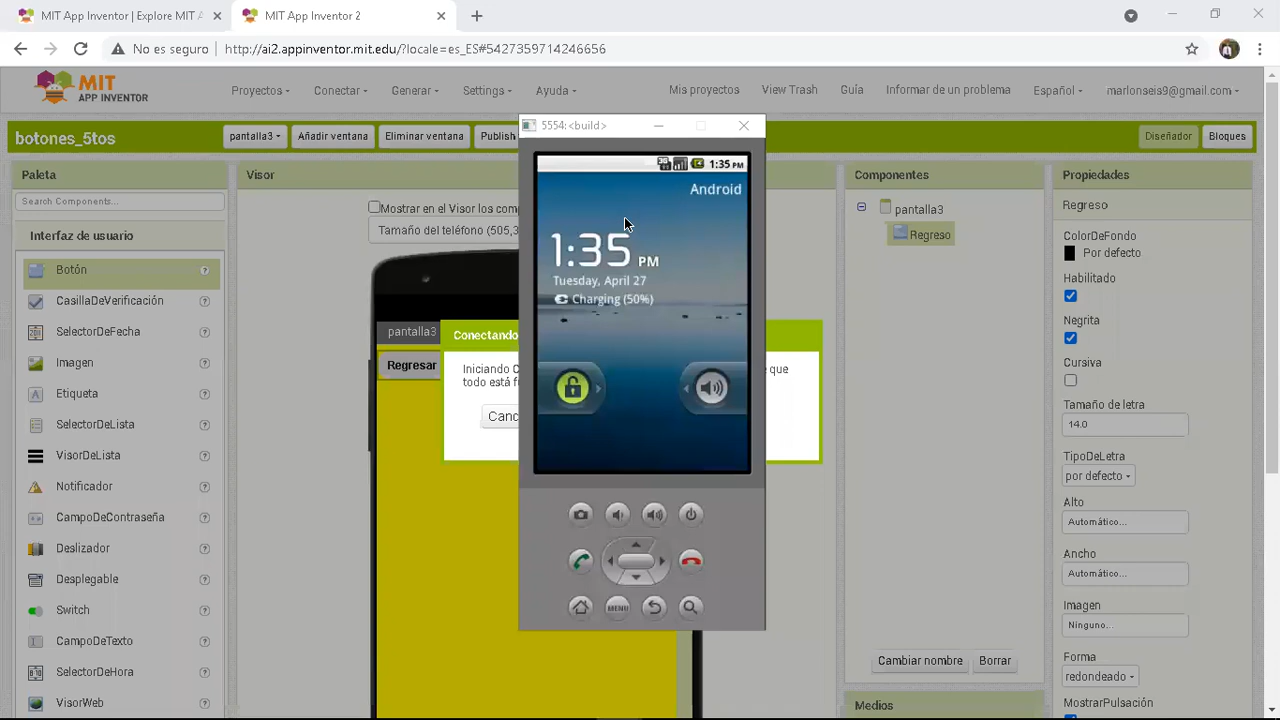 MIT App Inventor | Explore MIT A
MIT App Inventor 2
No es seguro
http://ai2.appinventor.mit.edu/?locale=es_ES#5427359714246656
MIT
APP INVENTOR
Proyectos
Conectar
Generar
Settings
Ayuda
Mis proyectos
View Trash
Guía
Informar de un problema
Español
marlonseis9@gmail.com
botones_5tos
pantalla3
Añadir ventana
Eliminar ventana
Publish
Diseñador
Bloques
Paleta
Search Components...
Interfaz de usuario
Botón
CasillaDeVerificación
SelectorDeFecha
Imagen
Etiqueta
SelectorDeLista
VisorDeLista
Notificador
CampoDeContraseña
Deslizador
Desplegable
Switch
CampoDeTexto
SelectorDeHora
VisorWeb
Visor
Mostrar en el Visor los comp
Tamaño del teléfono (505,3
pantalla3
Regresar
Conectando
Iniciando C
e que
todo está f
Canc
5554:<build>
3G
1:35 PM
Android
1:35 PM
Tuesday, April 27
Charging (50%)
MENU
Componentes
pantalla3
Regreso
Cambiar nombre
Borrar
Medios
Propiedades
Regreso
ColorDeFondo
Por defecto
Habilitado
Negrita
Cursiva
Tamaño de letra
14.0
TipoDeLetra
por defecto
Alto
Automático...
Ancho
Automático...
Imagen
Ninguno...
Forma
redondeado
MostrarPulsación